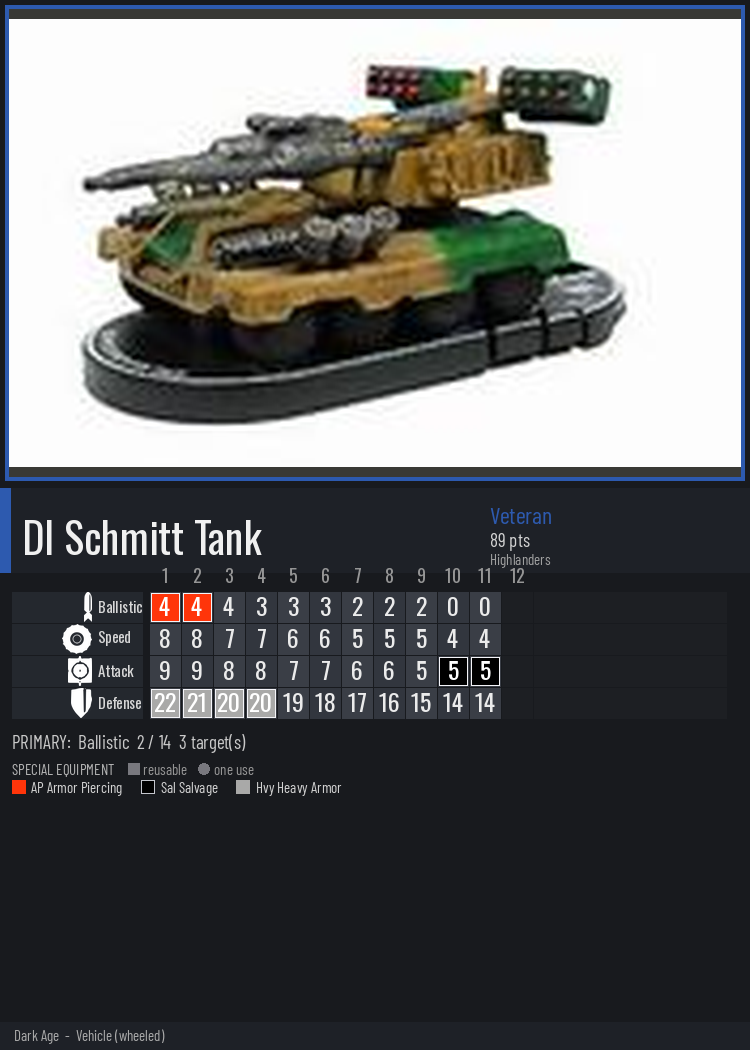 DI Schmitt Tank
Veteran
89 pts
Highlanders
1 2 3 4 5 6 7 8 9 10 11 12
Ballistic 4 4 4 3 3 3 2 2 2 0 0
Speed 8 8 7 7 6 6 5 5 5 4 4
Attack 9 9 8 8 7 7 6 6 5 5 5
Defense 22 21 20 20 19 18 17 16 15 14 14
PRIMARY: Ballistic 2 / 14 3 target(s)
SPECIAL EQUIPMENT reusable one use
AP Armor Piercing Sal Salvage Hvy Heavy Armor
Dark Age - Vehicle (wheeled)